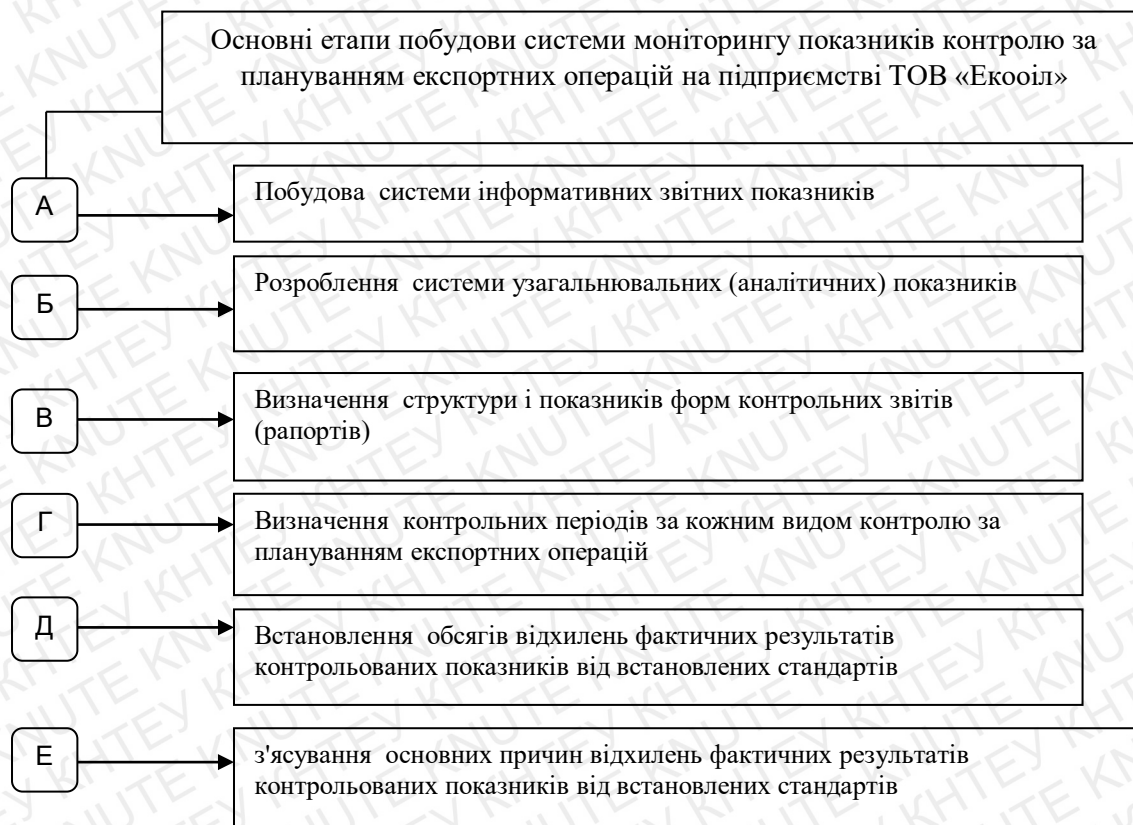 Основні етапи побудови системи моніторингу показників контролю за
плануванням експортних операцій на підприємстві ТОВ «Екооіл»
А
Побудова системи інформативних звітних показників
Б
Розроблення системи узагальнювальних (аналітичних) показників
В
Визначення структури і показників форм контрольних звітів
(рапортів)
Г
Визначення контрольних періодів за кожним видом контролю за
плануванням експортних операцій
Д
Встановлення обсягів відхилень фактичних результатів
контрольованих показників від встановлених стандартів
Е
з'ясування основних причин відхилень фактичних результатів
контрольованих показників від встановлених стандартів